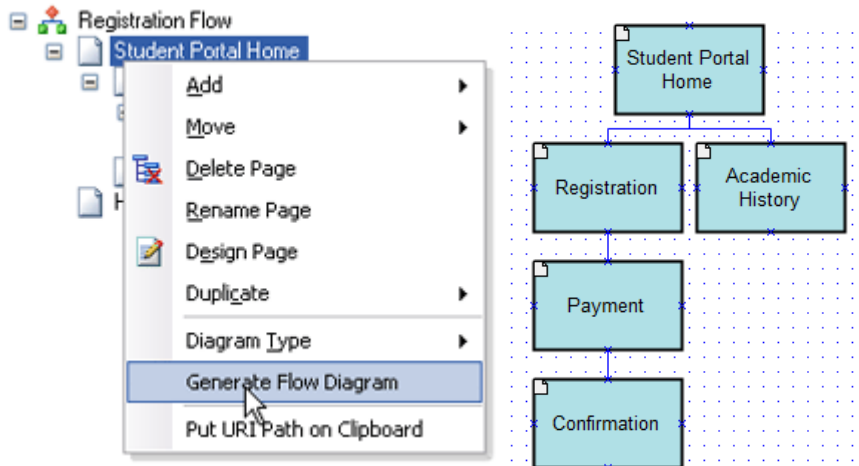 Registration Flow
Student Portal Home
Add
Move
Delete Page
Rename Page
Design Page
Duplicate
Diagram Type
Generate Flow Diagram
Put URI Path on Clipboard
Student Portal
Home
Registration
Academic
History
Payment
Confirmation